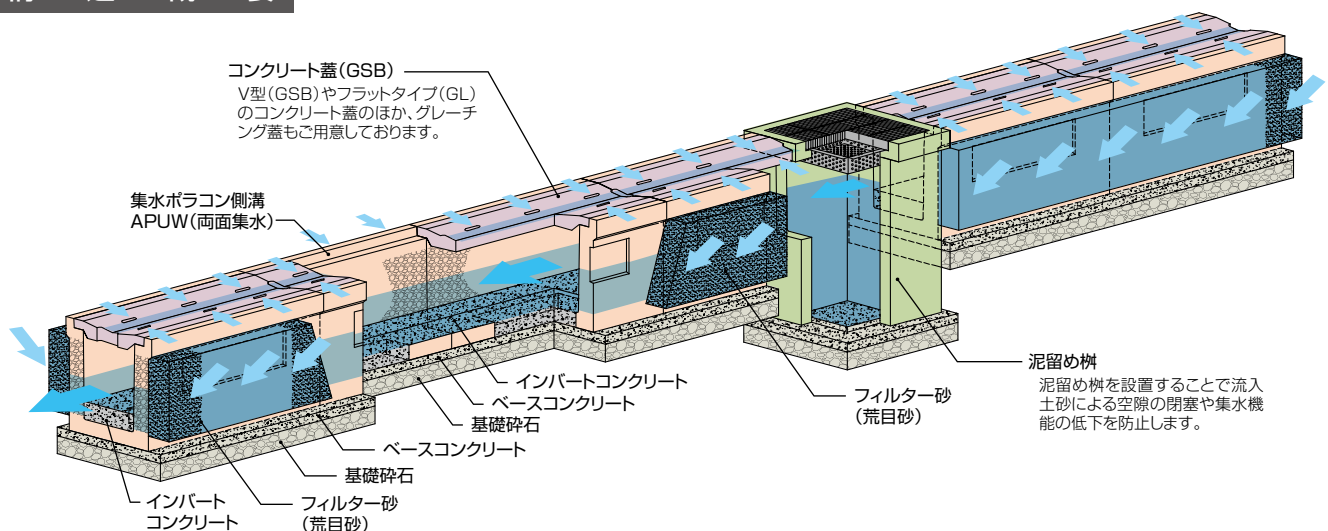 コンクリート蓋(GSB)
V型(GSB)やフラットタイプ(GL)
のコンクリート蓋のほか、グレーチ
ング蓋もご用意しております。
集水ポラコン側溝
APUW(両面集水)
インバートコンクリート
ベースコンクリート
基礎砕石
フィルター砂
(荒目砂)
泥留め桝
泥留め桝を設置することで流入
土砂による空隙の閉塞や集水機
能の低下を防止します。
ベースコンクリート
基礎砕石
インバート
コンクリート
フィルター砂
(荒目砂)